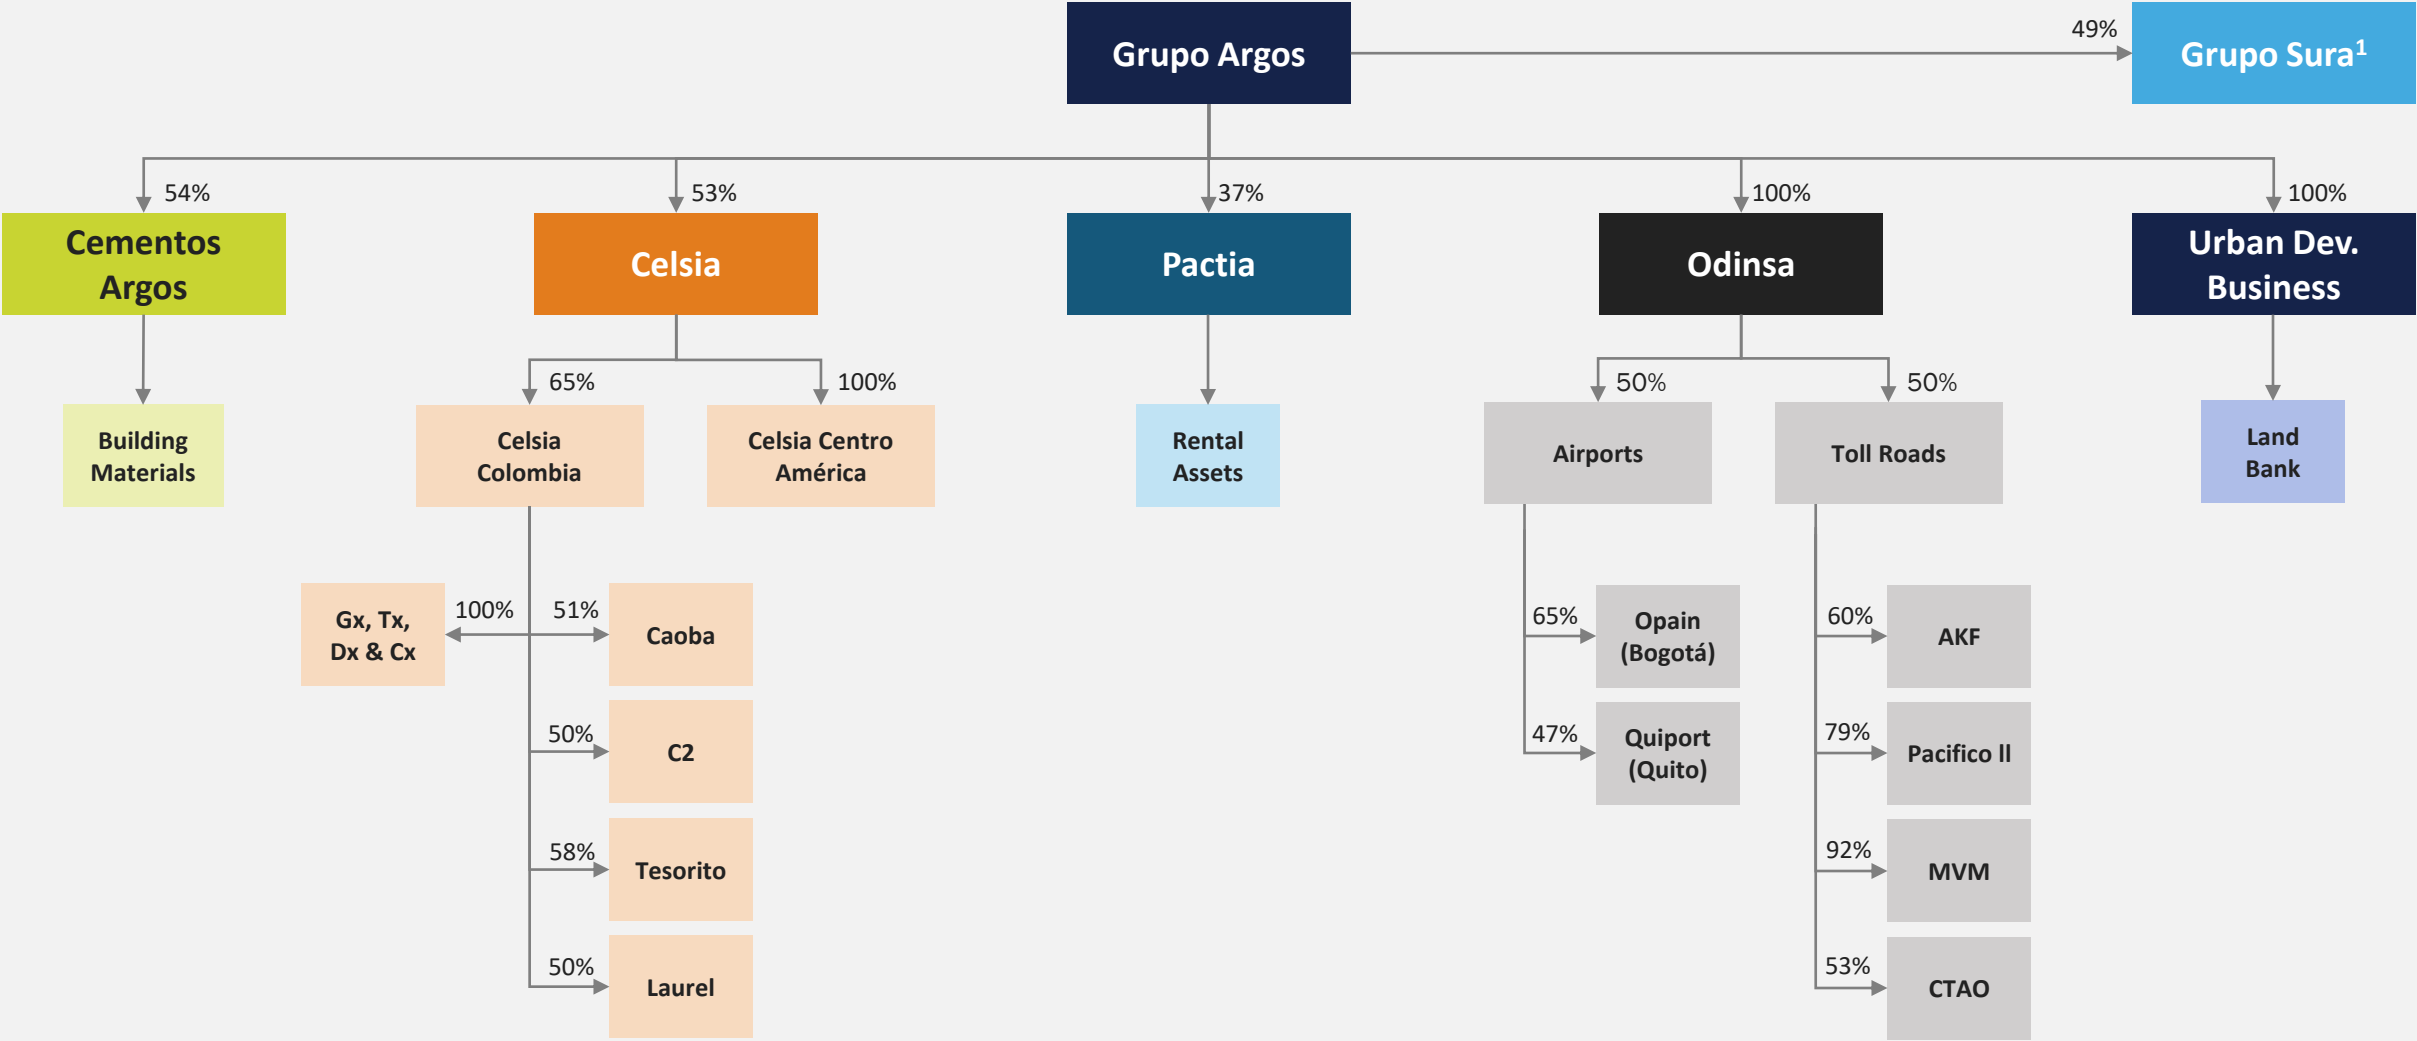 Grupo Argos
49%
Grupo Sura¹
54%
53%
37%
100%
100%
Cementos
Argos
Celsia
Pactia
Odinsa
Urban Dev.
Business
65%
100%
50%
50%
Building
Materials
Celsia
Colombia
Celsia Centro
América
Rental
Assets
Airports
Toll Roads
Land
Bank
Gx, Tx,
Dx & Cx
100%
51%
Caoba
65%
Opain
(Bogotá)
60%
AKF
50%
C2
47%
Quiport
(Quito)
79%
Pacifico ll
58%
Tesorito
92%
MVM
50%
Laurel
53%
CTAO